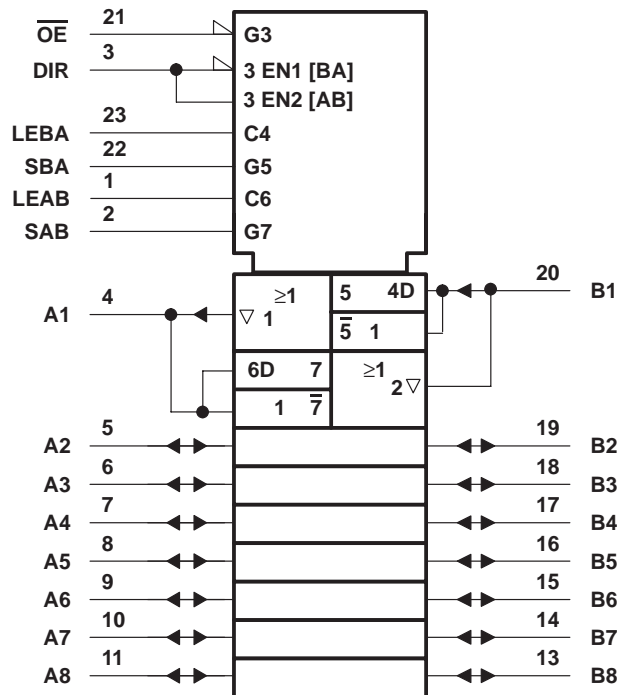 21
O̅E̅ G3
3
DIR 3 EN1 [BA]
3 EN2 [AB]
23
LEBA C4
22
SBA G5
1
LEAB C6
2
SAB G7
4 ≥1 5 4D 20
A1 ▽ 1 B1
5̅ 1
6D 7 ≥1
2 ▽
1 7̅
5 19
A2 B2
6 18
A3 B3
7 17
A4 B4
8 16
A5 B5
9 15
A6 B6
10 14
A7 B7
11 13
A8 B8